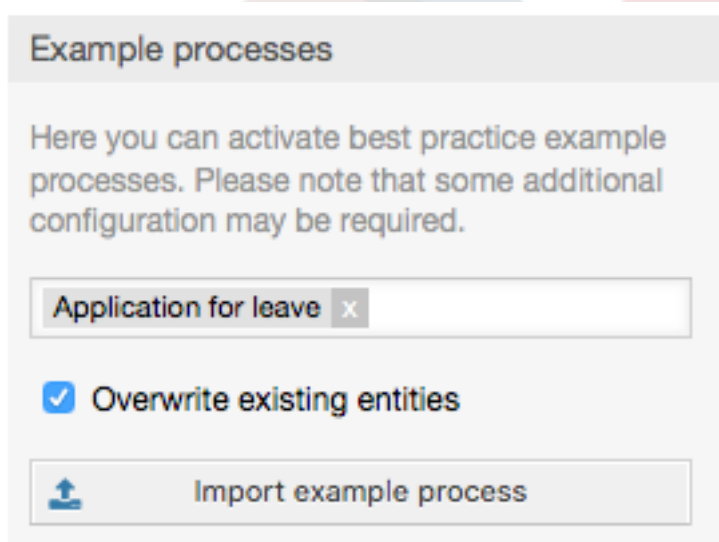 Example processes
Here you can activate best practice example
processes. Please note that some additional
configuration may be required.
Application for leave x
Overwrite existing entities
Import example process